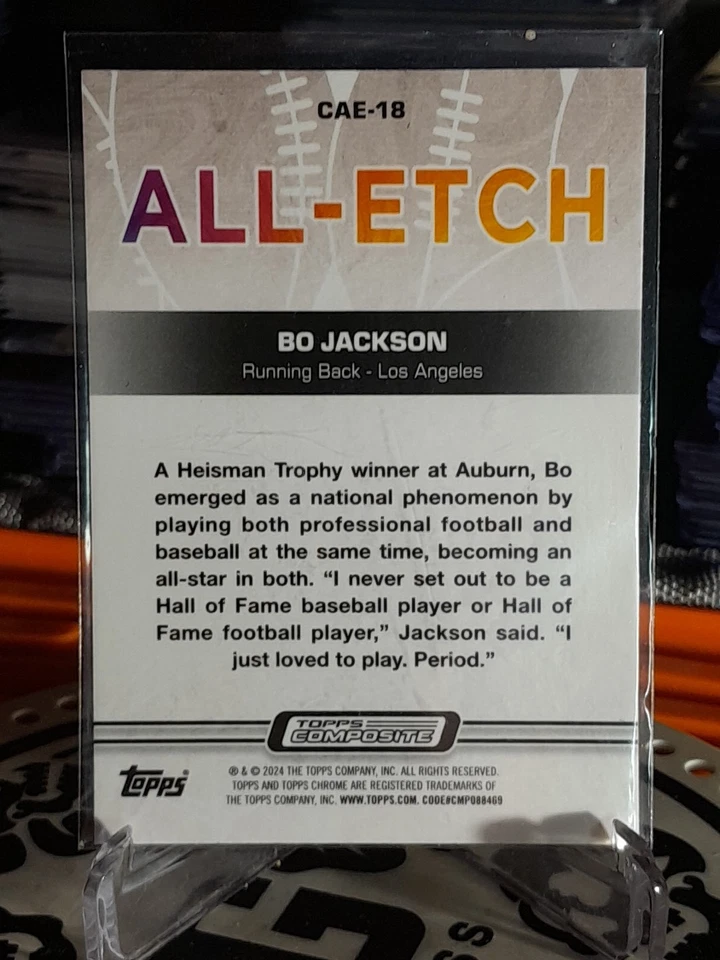 CAE-18
ALL-ETCH
BO JACKSON
Running Back - Los Angeles
A Heisman Trophy winner at Auburn, Bo
emerged as a national phenomenon by
playing both professional football and
baseball at the same time, becoming an
all-star in both. “I never set out to be a
Hall of Fame baseball player or Hall of
Fame football player,” Jackson said. “I
just loved to play. Period.”
TOPPS
COMPOSITE
Topps
® & © 2024 THE TOPPS COMPANY, INC. ALL RIGHTS RESERVED.
TOPPS AND TOPPS CHROME ARE REGISTERED TRADEMARKS OF
THE TOPPS COMPANY, INC. WWW.TOPPS.COM. CODE#CMP088469